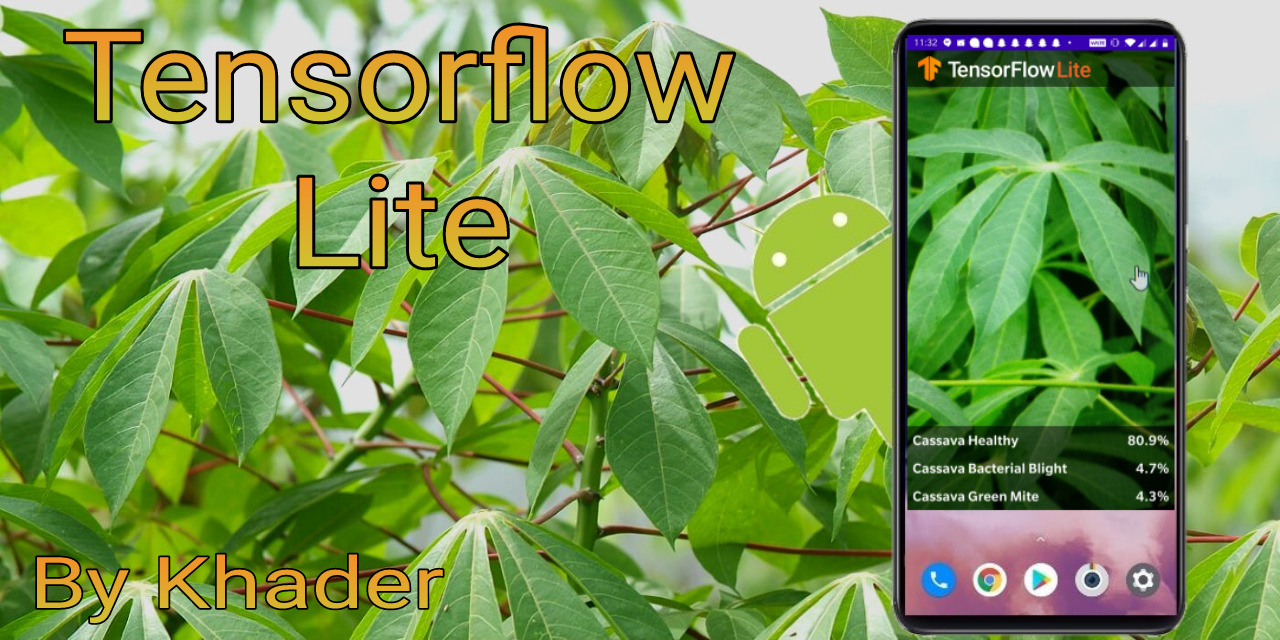 Tensorflow
Lite
By Khader
11:32
TensorFlow Lite
Cassava Healthy 80.9%
Cassava Bacterial Blight 4.7%
Cassava Green Mite 4.3%